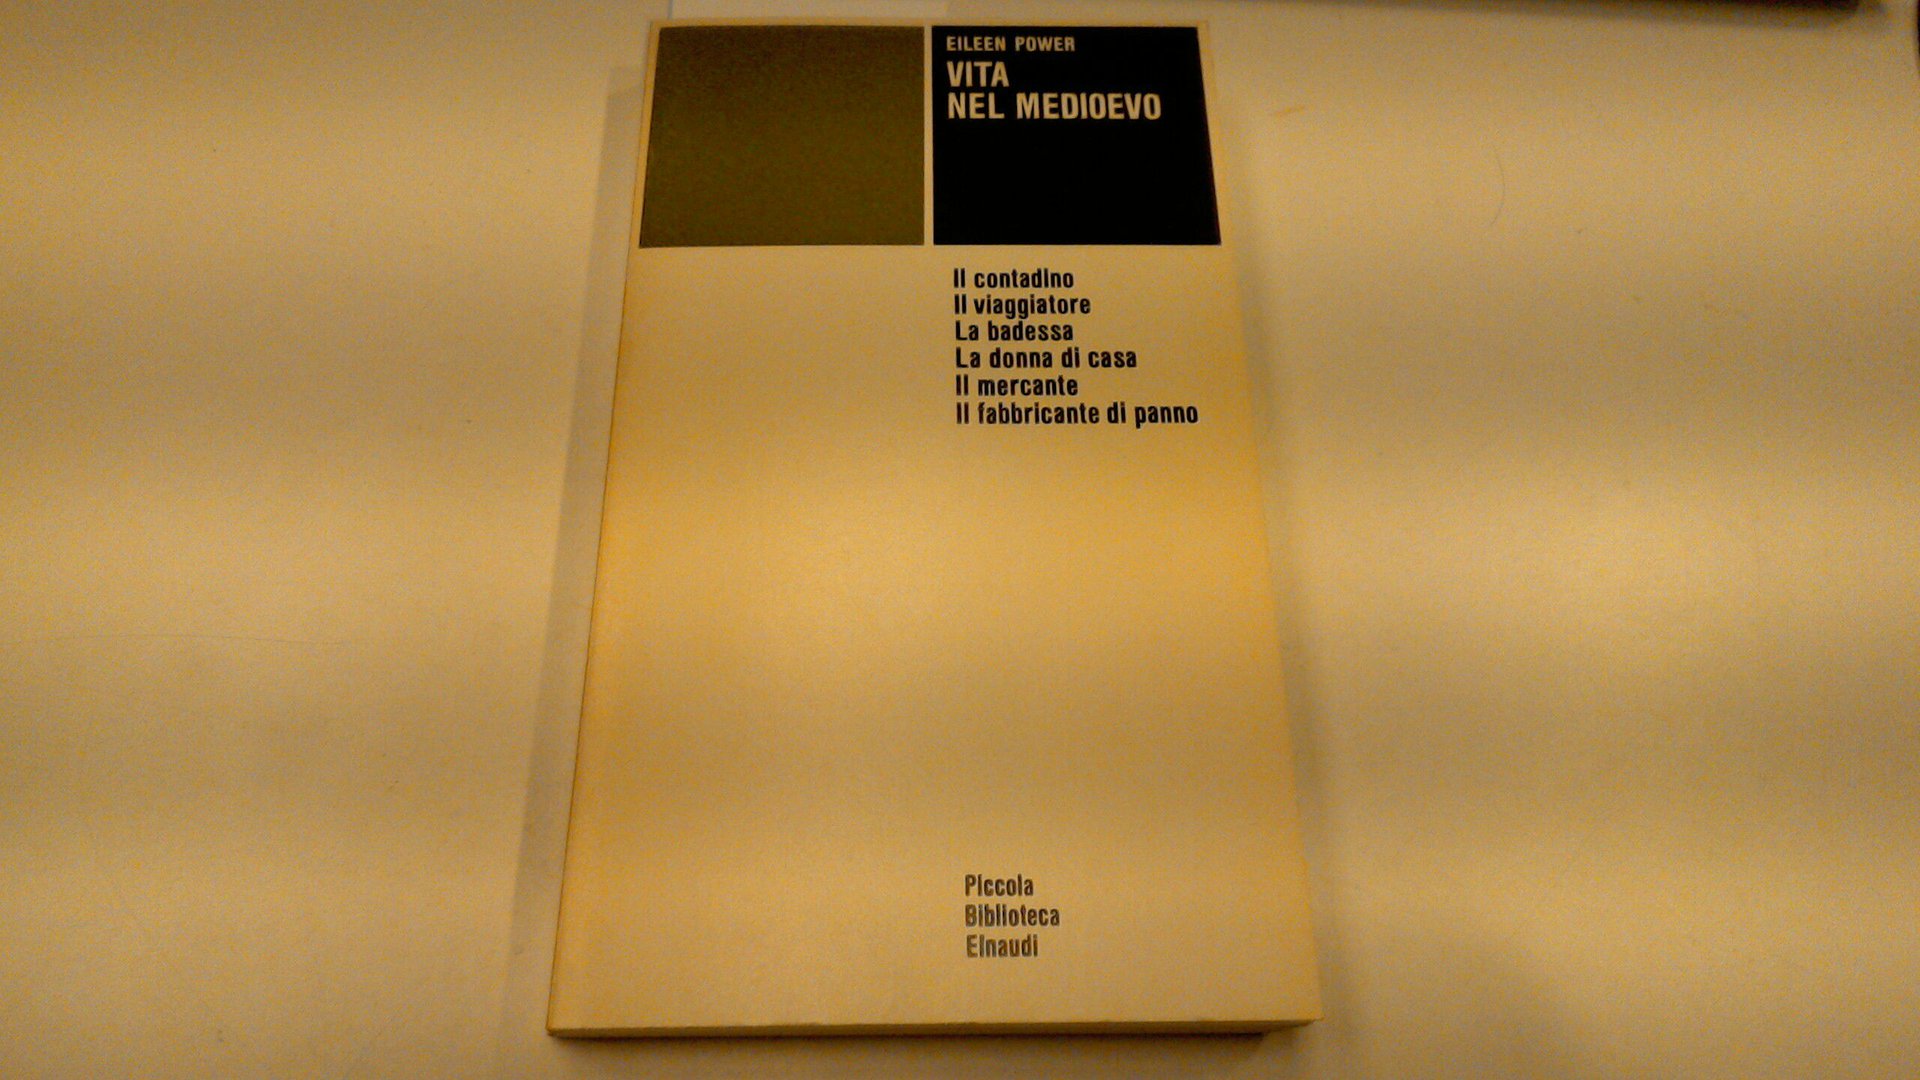 EILEEN POWER
VITA
NEL MEDIOEVO
Il contadino
Il viaggiatore
La badessa
La donna di casa
Il mercante
Il fabbricante di panno
Piccola
Biblioteca
Einaudi